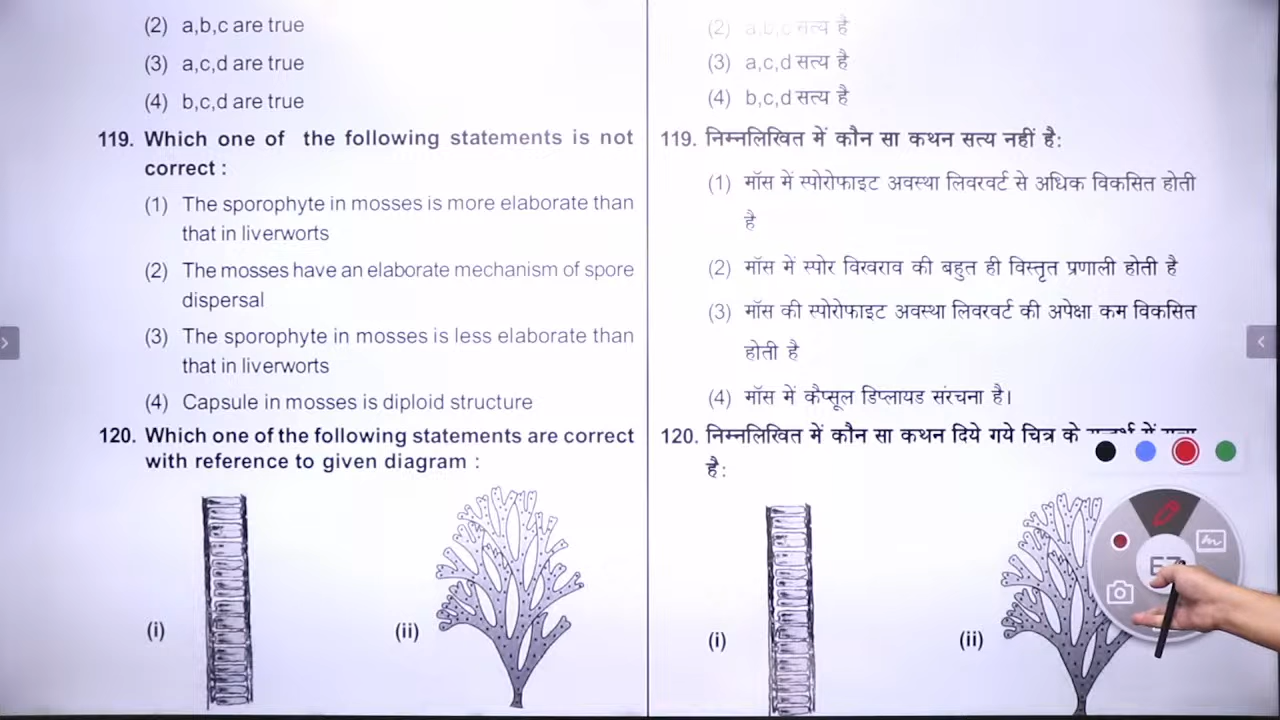 (2) a,b,c are true
(3) a,c,d are true
(4) b,c,d are true
119. Which one of the following statements is not
correct :
(1) The sporophyte in mosses is more elaborate than
that in liverworts
(2) The mosses have an elaborate mechanism of spore
dispersal
(3) The sporophyte in mosses is less elaborate than
that in liverworts
(4) Capsule in mosses is diploid structure
120. Which one of the following statements are correct
with reference to given diagram :
(i)
(ii)
(2) a,b,c सत्य है
(3) a,c,d सत्य है
(4) b,c,d सत्य है
119. निम्नलिखित में कौन सा कथन सत्य नहीं है:
(1) मॉस में स्पोरोफाइट अवस्था लिवरवर्ट से अधिक विकसित होती
है
(2) मॉस में स्पोर विखराव की बहुत ही विस्तृत प्रणाली होती है
(3) मॉस की स्पोरोफाइट अवस्था लिवरवर्ट की अपेक्षा कम विकसित
होती है
(4) मॉस में कैप्सूल डिप्लायड संरचना है।
120. निम्नलिखित में कौन सा कथन दिये गये चित्र के
है:
(i)
(ii)